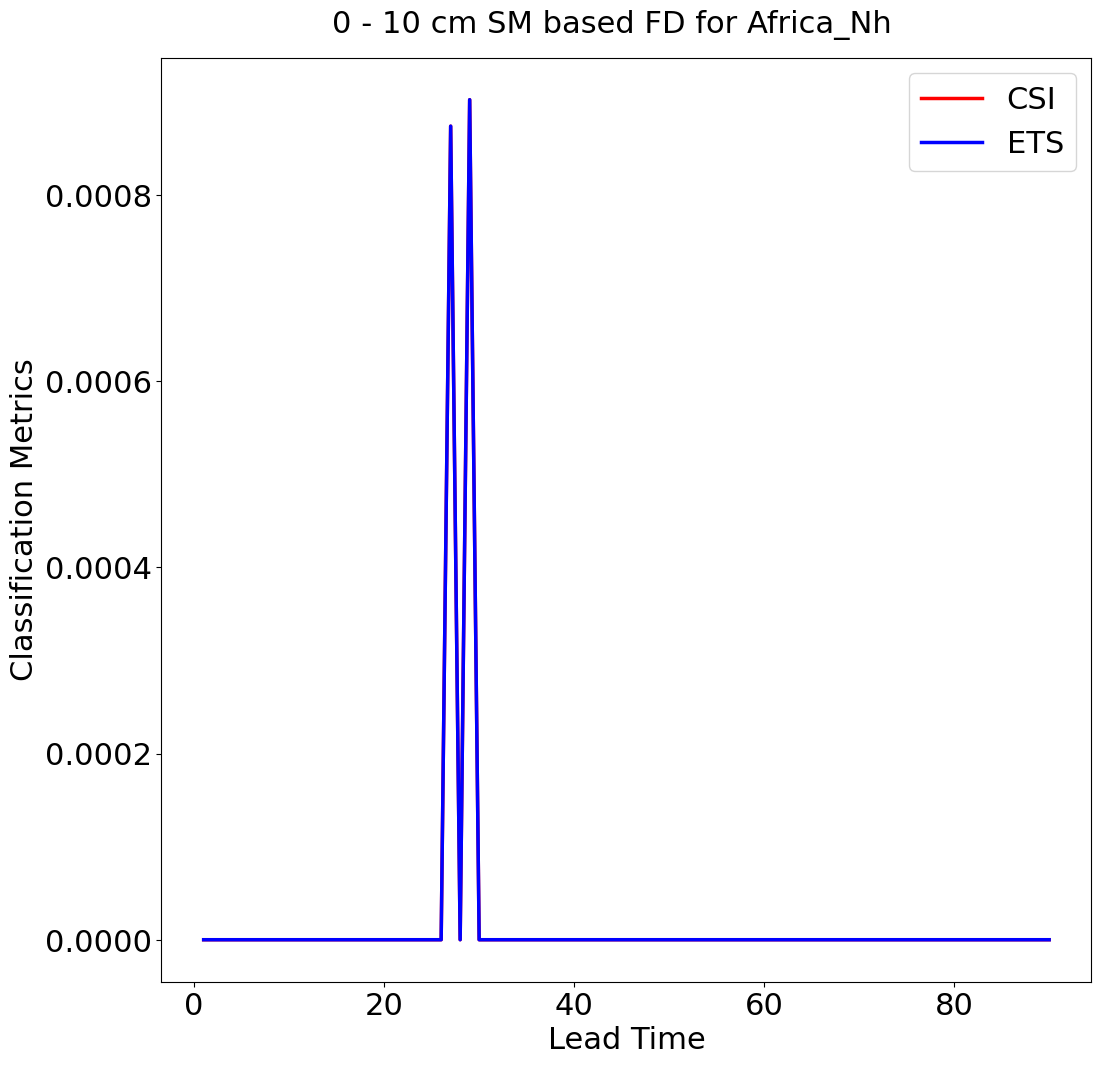 0 - 10 cm SM based FD for Africa_Nh
CSI
ETS
Classification Metrics
0.0008
0.0006
0.0004
0.0002
0.0000
0 20 40 60 80
Lead Time